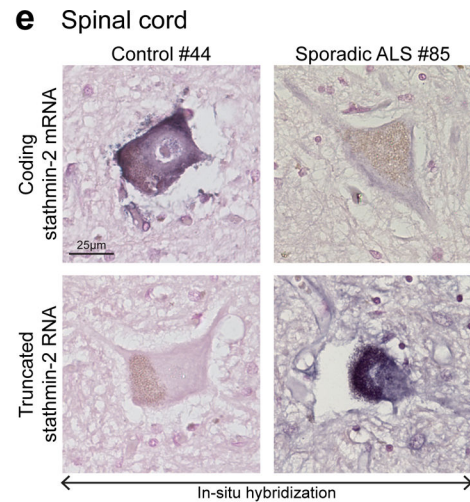 e Spinal cord
Control #44
Sporadic ALS #85
Coding
stathmin-2 mRNA
25µm
Truncated
stathmin-2 RNA
In-situ hybridization